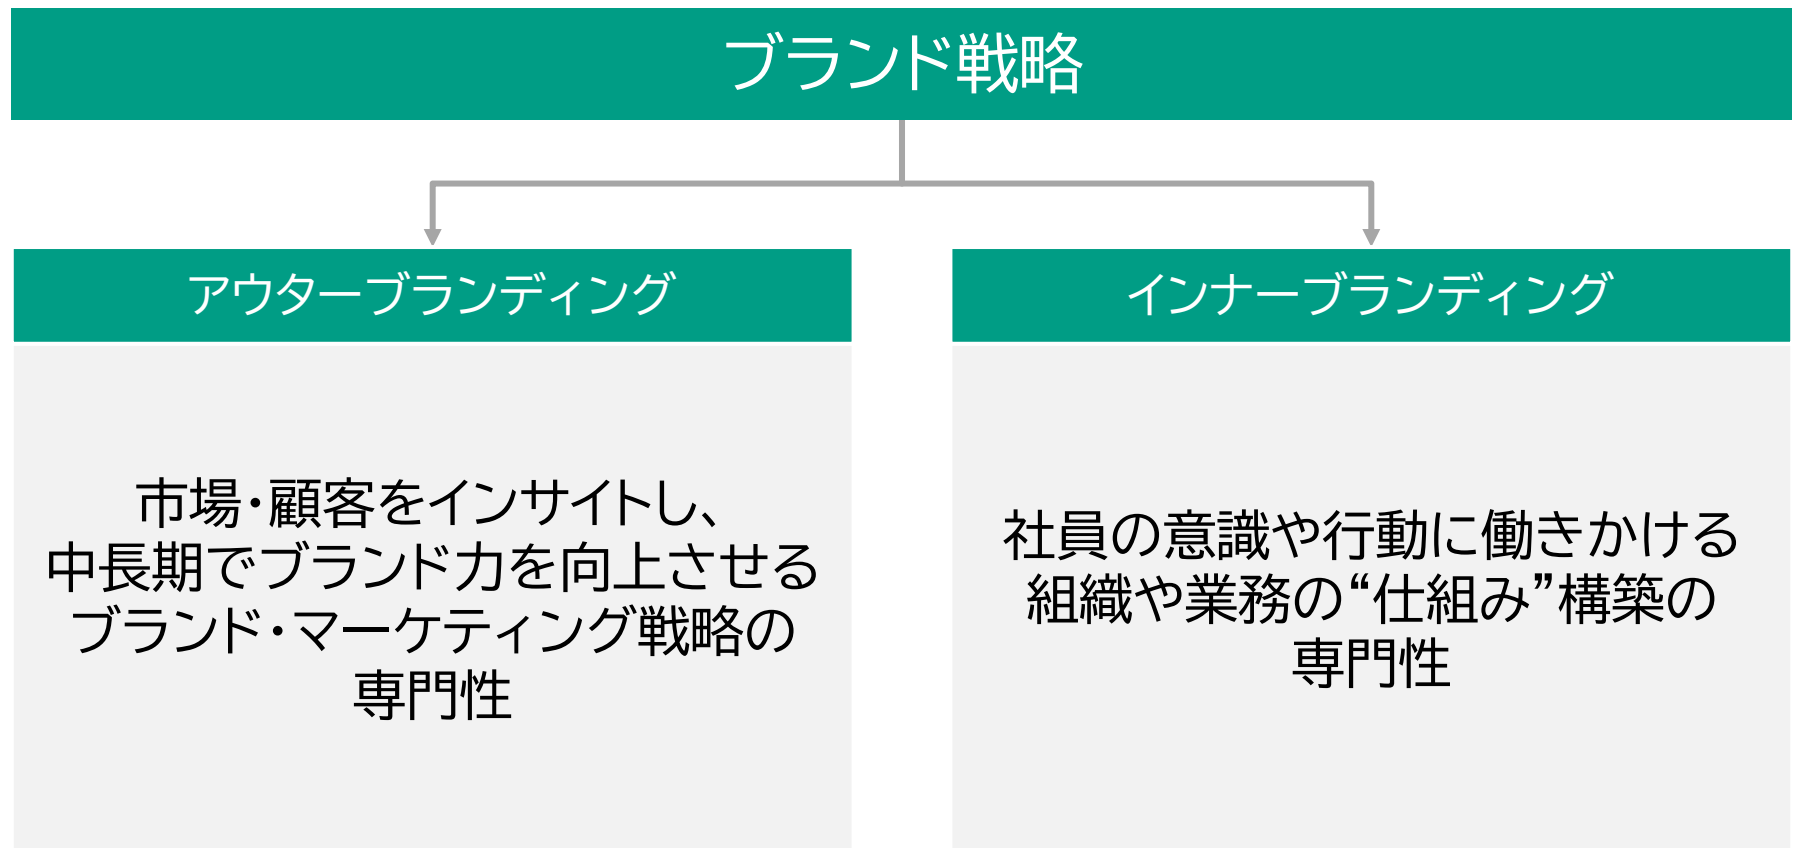 ブランド戦略
アウターブランディング
市場・顧客をインサイトし、
中長期でブランド力を向上させる
ブランド・マーケティング戦略の
専門性
インナーブランディング
社員の意識や行動に働きかける
組織や業務の“仕組み”構築の
専門性